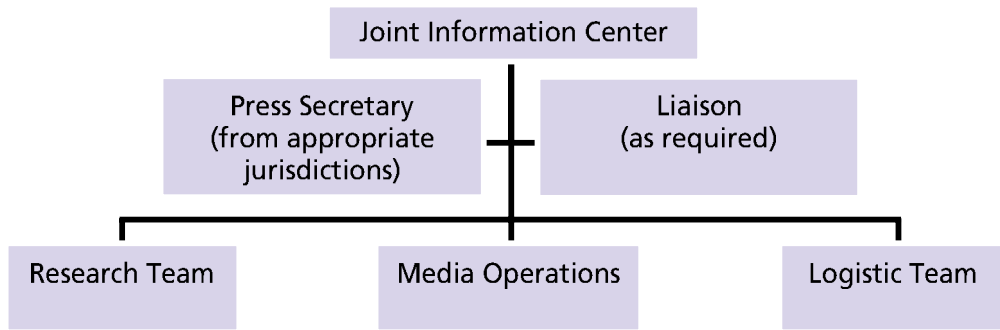 Joint Information Center
Press Secretary
(from appropriate
jurisdictions)
Liaison
(as required)
Research Team
Media Operations
Logistic Team